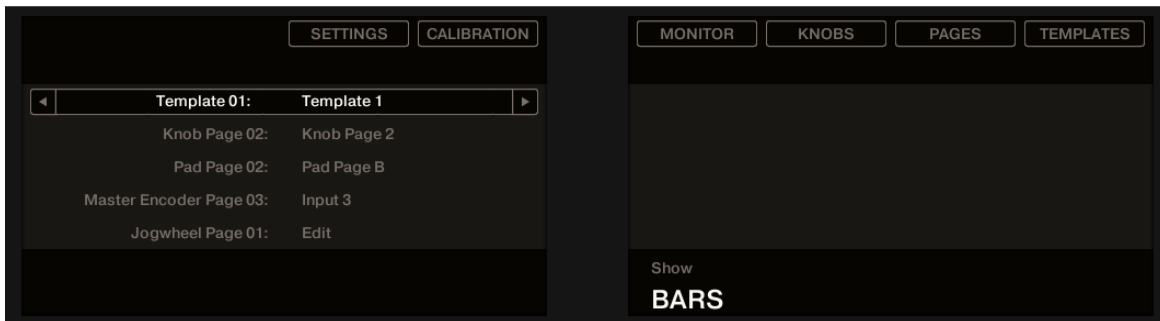 SETTINGS CALIBRATION
MONITOR KNOBS PAGES TEMPLATES
Template 01: Template 1
Knob Page 02: Knob Page 2
Pad Page 02: Pad Page B
Master Encoder Page 03: Input 3
Jogwheel Page 01: Edit
Show
BARS